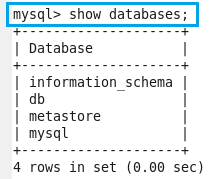 mysql> show databases;
+--------------------+
| Database           |
+--------------------+
| information_schema |
| db                 |
| metastore          |
| mysql              |
+--------------------+
4 rows in set (0.00 sec)